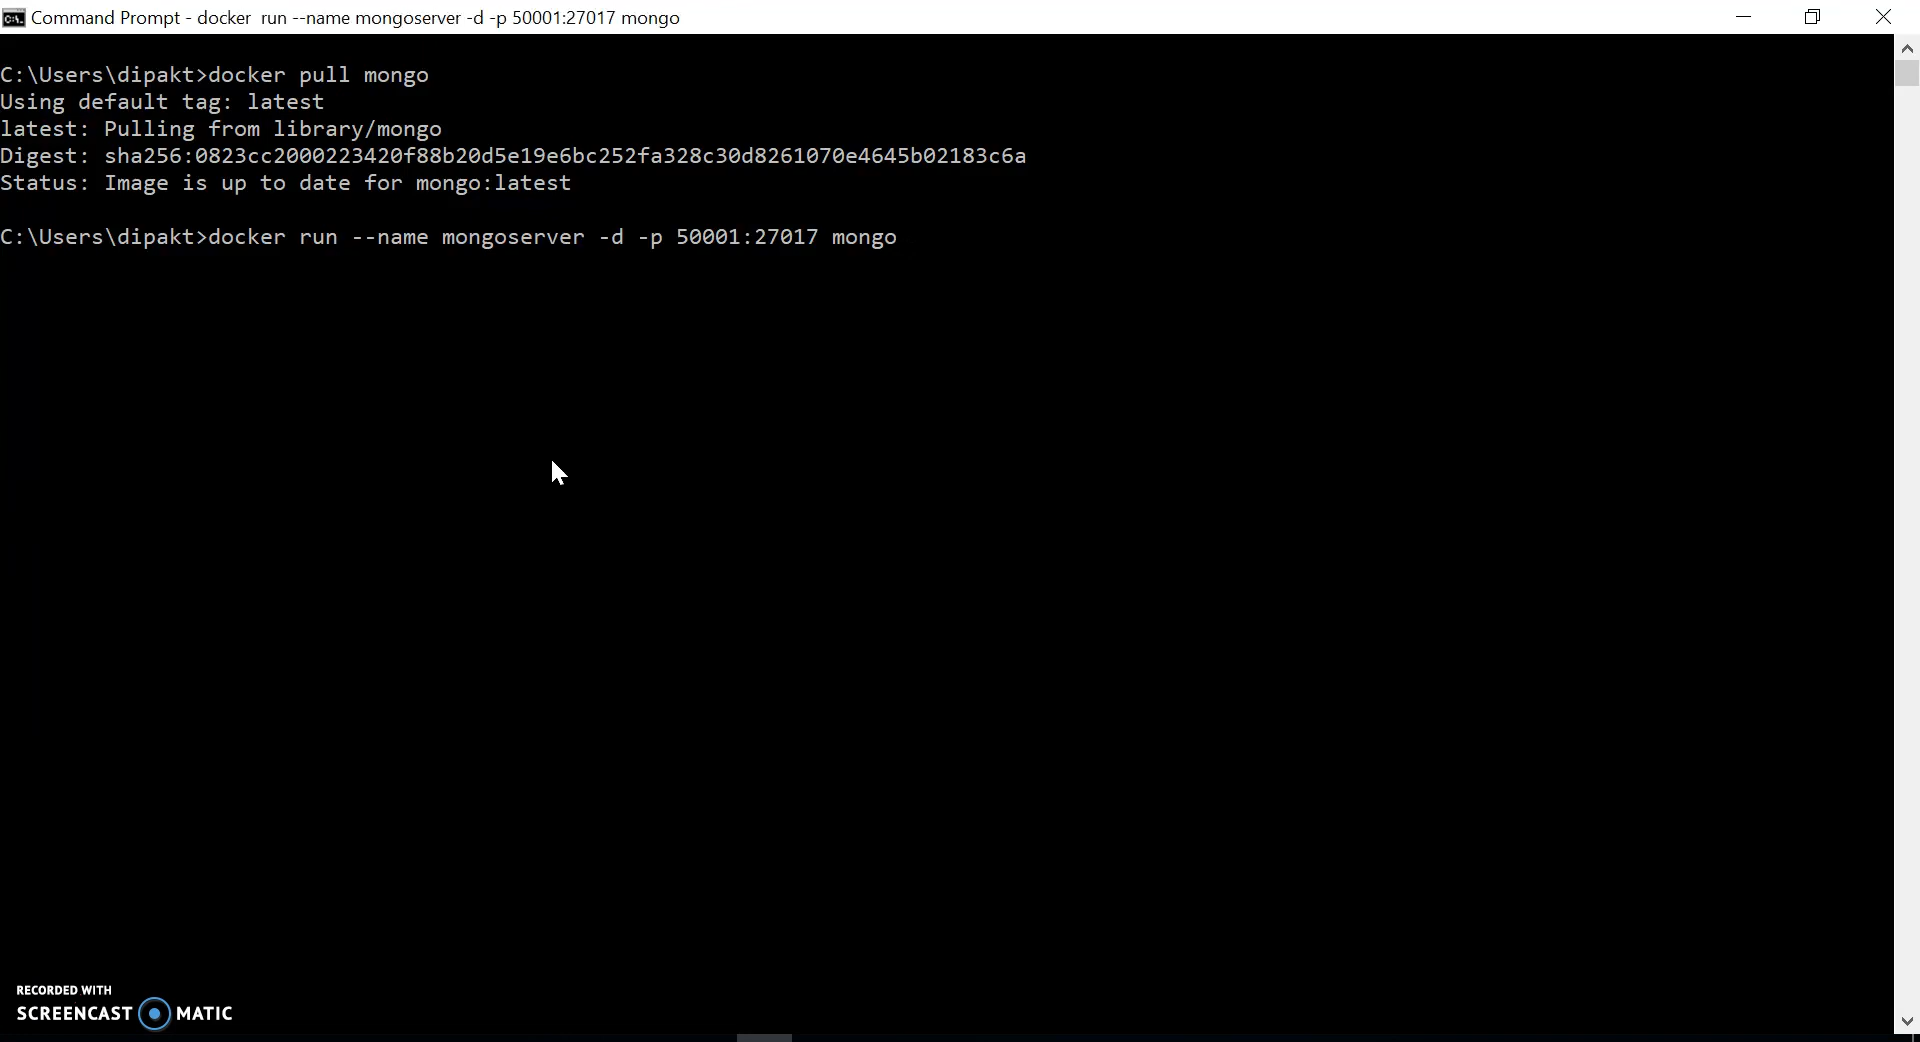 Command Prompt - docker  run --name mongoserver -d -p 50001:27017 mongo
C:\Users\dipakt>docker pull mongo
Using default tag: latest
latest: Pulling from library/mongo
Digest: sha256:0823cc2000223420f88b20d5e19e6bc252fa328c30d8261070e4645b02183c6a
Status: Image is up to date for mongo:latest
C:\Users\dipakt>docker run --name mongoserver -d -p 50001:27017 mongo
RECORDED WITH
SCREENCAST MATIC